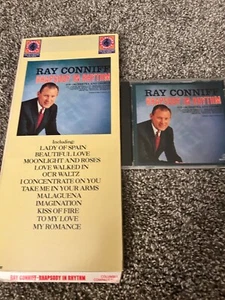 RAY CONNIFF
RHAPSODY IN RHYTHM
Including:
LADY OF SPAIN
BEAUTIFUL LOVE
MOONLIGHT AND ROSES
LOVE WALKED IN
OUR WALTZ
I CONCENTRATE ON YOU
TAKE ME IN YOUR ARMS
MALAGUENA
IMAGINATION
KISS OF FIRE
TO MY LOVE
MY ROMANCE
RAY CONNIFF · RHAPSODY IN RHYTHM
RAY CONNIFF
RHAPSODY IN RHYTHM